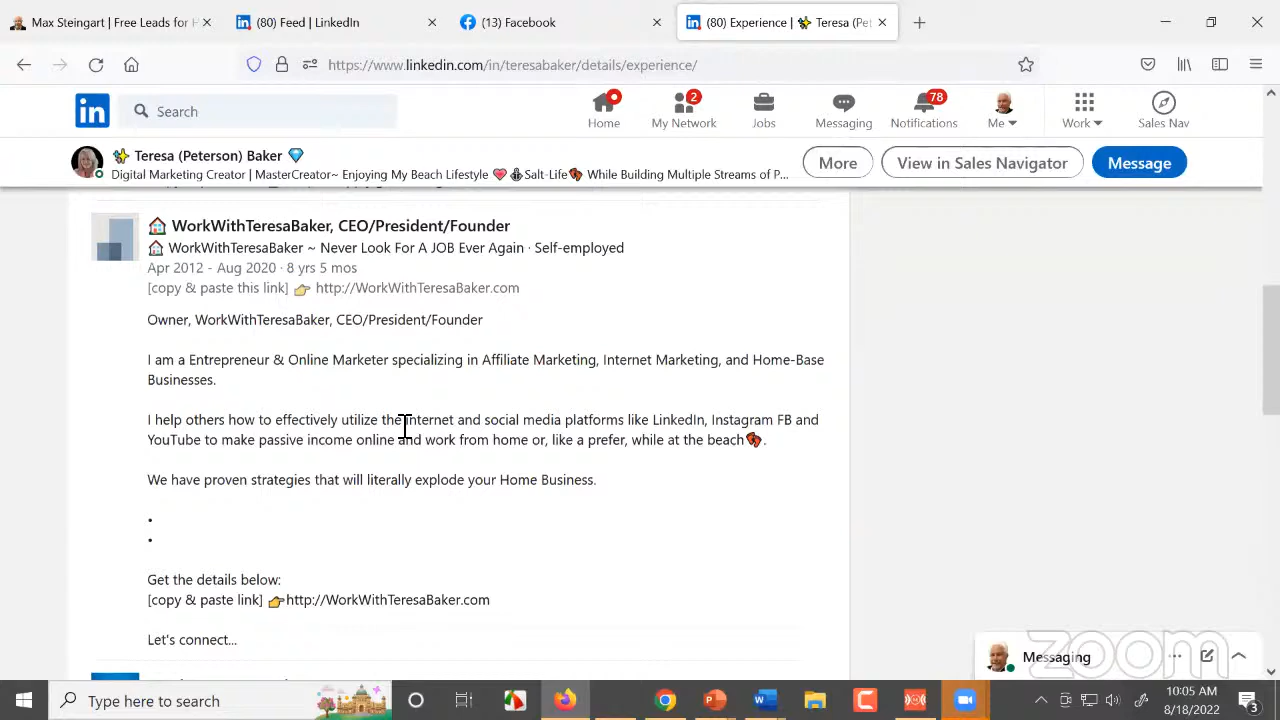 Max Steingart | Free Leads for H
(80) Feed | LinkedIn
(13) Facebook
(80) Experience | ✨ Teresa (Pet
https://www.linkedin.com/in/teresabaker/details/experience/
in
Search
Home
2
My Network
Jobs
Messaging
78
Notifications
Me
Work
Sales Nav
✨ Teresa (Peterson) Baker 💎
Digital Marketing Creator | MasterCreator~ Enjoying My Beach Lifestyle Salt-Life While Building Multiple Streams of P...
More
View in Sales Navigator
Message
🏠 WorkWithTeresaBaker, CEO/President/Founder
🏠 WorkWithTeresaBaker ~ Never Look For A JOB Ever Again · Self-employed
Apr 2012 - Aug 2020 · 8 yrs 5 mos
[copy & paste this link] 👉 http://WorkWithTeresaBaker.com
Owner, WorkWithTeresaBaker, CEO/President/Founder
I am a Entrepreneur & Online Marketer specializing in Affiliate Marketing, Internet Marketing, and Home-Base
Businesses.
I help others how to effectively utilize the internet and social media platforms like LinkedIn, Instagram FB and
YouTube to make passive income online and work from home or, like a prefer, while at the beach👣.
We have proven strategies that will literally explode your Home Business.
•
•
Get the details below:
[copy & paste link] 👉http://WorkWithTeresaBaker.com
Let's connect...
Messaging
zoom
Type here to search
10:05 AM
8/18/2022
3